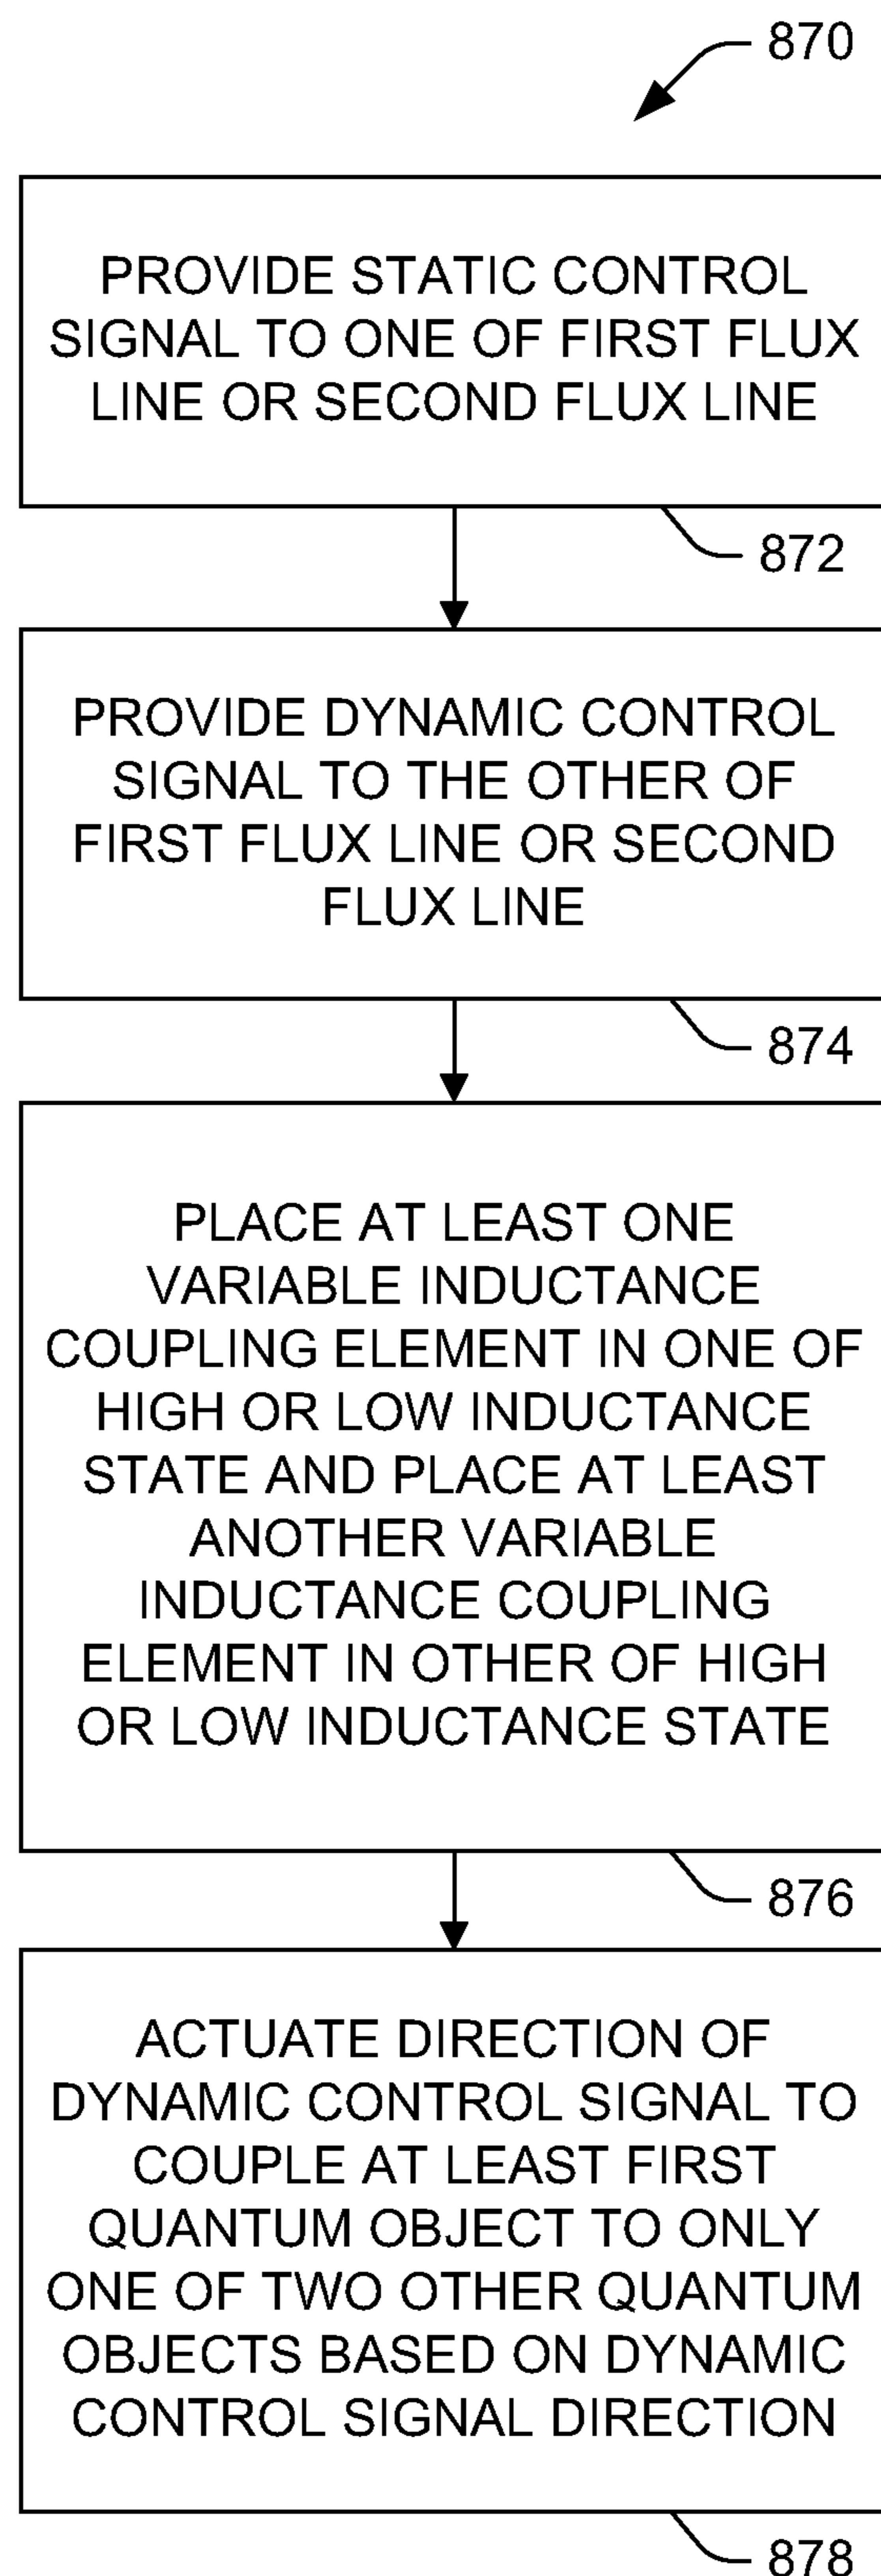 870
PROVIDE STATIC CONTROL
SIGNAL TO ONE OF FIRST FLUX
LINE OR SECOND FLUX LINE
872
PROVIDE DYNAMIC CONTROL
SIGNAL TO THE OTHER OF
FIRST FLUX LINE OR SECOND
FLUX LINE
874
PLACE AT LEAST ONE
VARIABLE INDUCTANCE
COUPLING ELEMENT IN ONE OF
HIGH OR LOW INDUCTANCE
STATE AND PLACE AT LEAST
ANOTHER VARIABLE
INDUCTANCE COUPLING
ELEMENT IN OTHER OF HIGH
OR LOW INDUCTANCE STATE
876
ACTUATE DIRECTION OF
DYNAMIC CONTROL SIGNAL TO
COUPLE AT LEAST FIRST
QUANTUM OBJECT TO ONLY
ONE OF TWO OTHER QUANTUM
OBJECTS BASED ON DYNAMIC
CONTROL SIGNAL DIRECTION
878